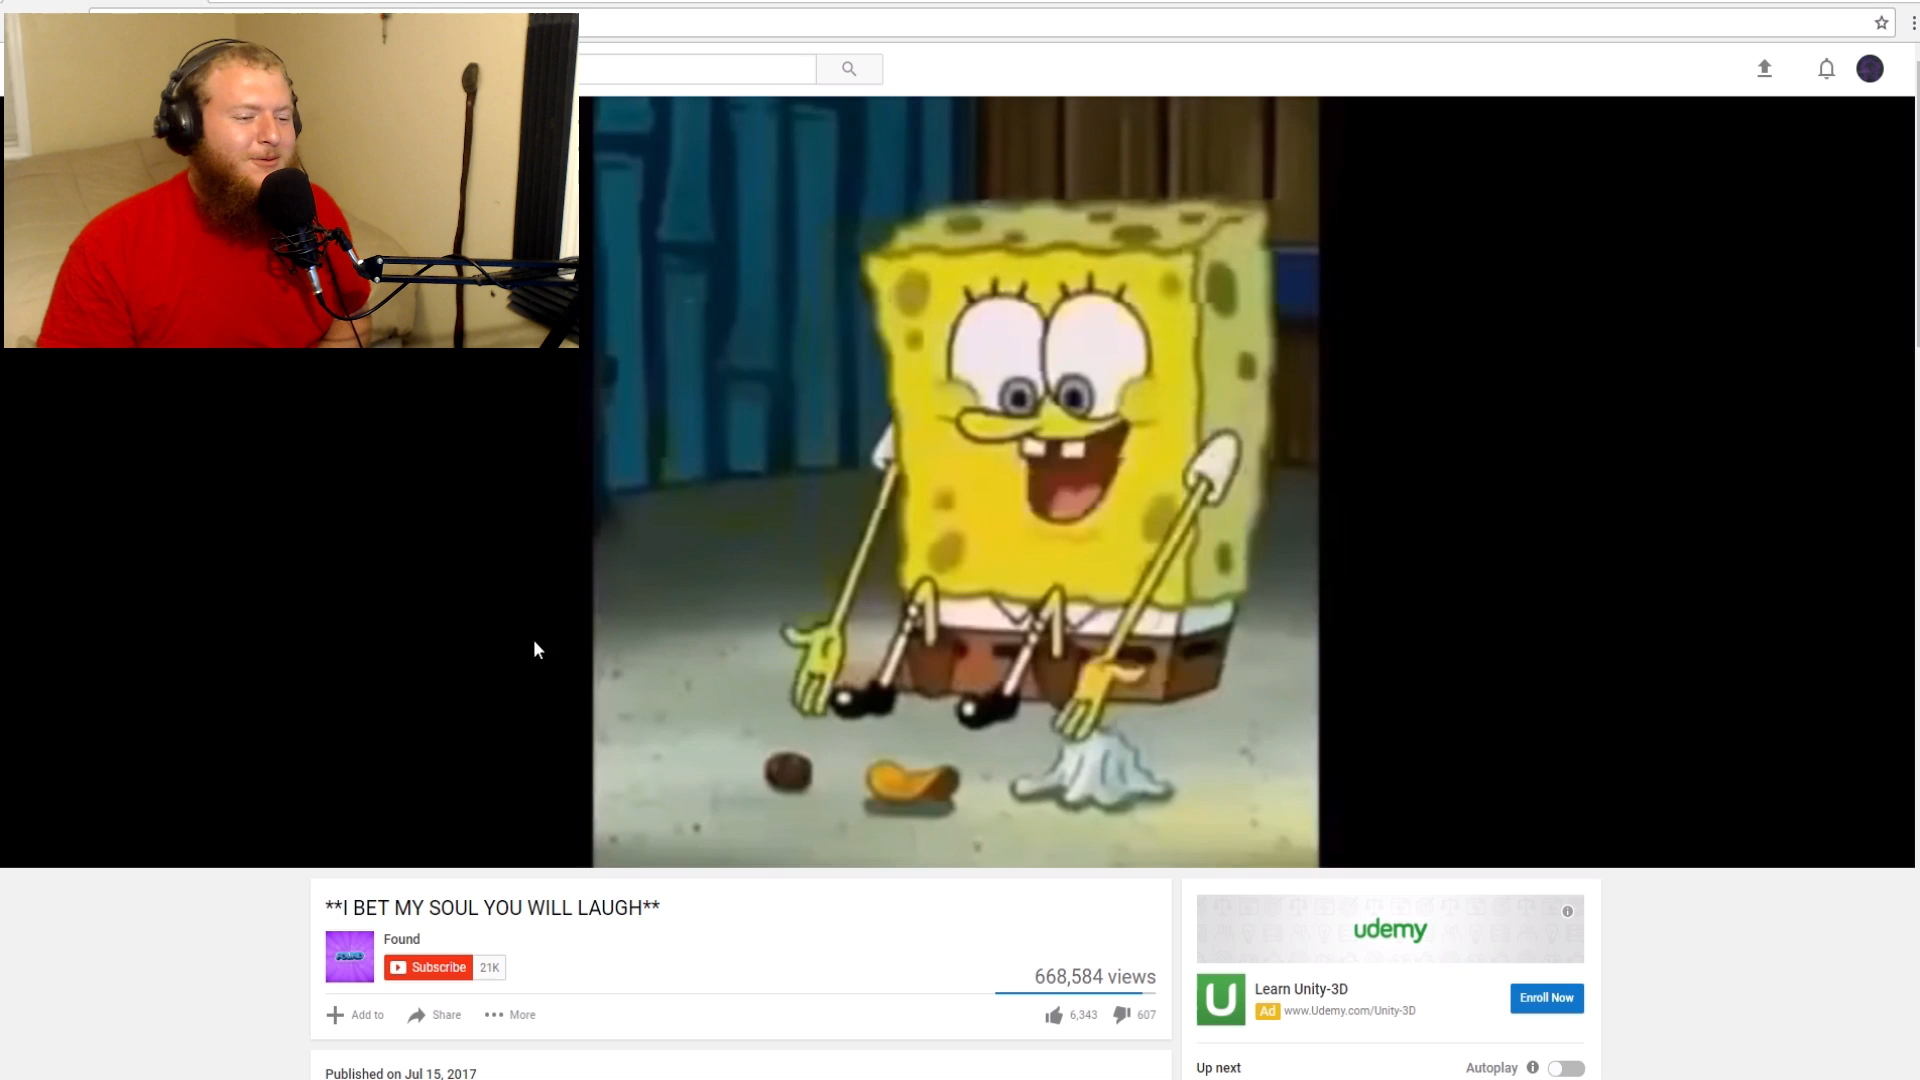 **I BET MY SOUL YOU WILL LAUGH**
Found
Subscribe 21K
668,584 views
Add to Share More 6,343 607
Published on Jul 15, 2017
udemy
Learn Unity-3D
Ad www.Udemy.com/Unity-3D
Enroll Now
Up next Autoplay